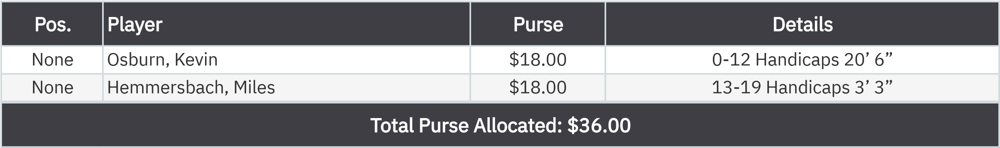 Pos. Player Purse Details
None Osburn, Kevin $18.00 0-12 Handicaps 20’ 6”
None Hemmersbach, Miles $18.00 13-19 Handicaps 3’ 3”
Total Purse Allocated: $36.00